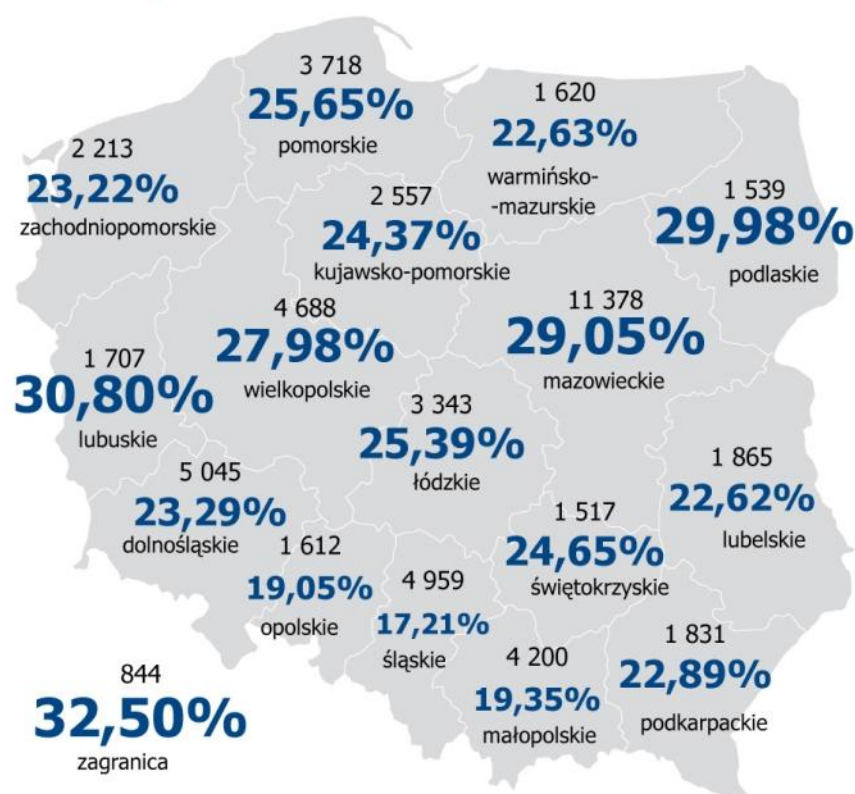 3 718
25,65%
pomorskie
1 620
22,63%
warmińsko-
-mazurskie
2 213
23,22%
zachodniopomorskie
2 557
24,37%
kujawsko-pomorskie
1 539
29,98%
podlaskie
4 688
27,98%
wielkopolskie
11 378
29,05%
mazowieckie
1 707
30,80%
lubuskie
3 343
25,39%
łódzkie
5 045
23,29%
dolnośląskie
1 865
22,62%
lubelskie
1 517
24,65%
świętokrzyskie
1 612
19,05%
opolskie
4 959
17,21%
śląskie
4 200
19,35%
małopolskie
1 831
22,89%
podkarpackie
844
32,50%
zagranica